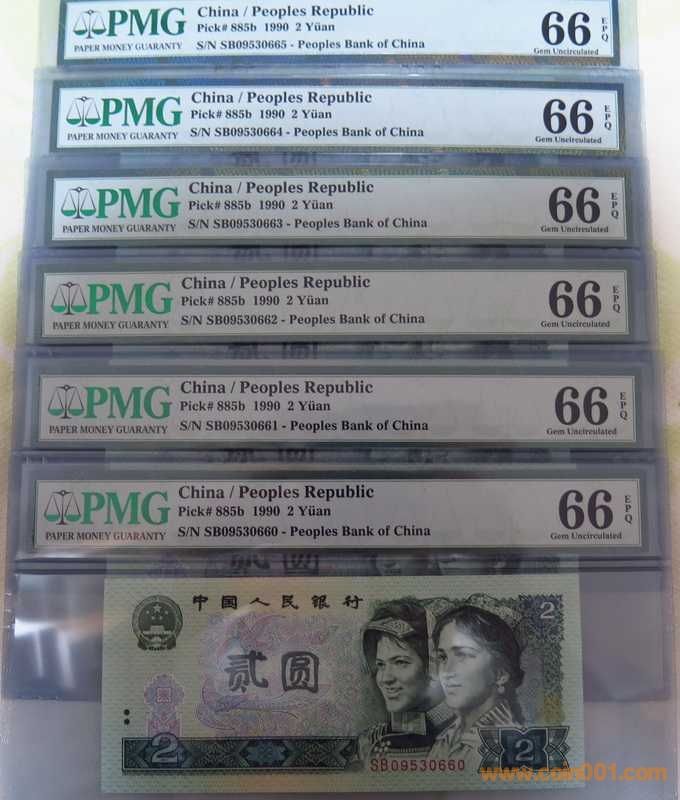 PMG
PAPER MONEY GUARANTY
China / Peoples Republic
Pick# 885b 1990 2 Yüan
S/N SB09530665 - Peoples Bank of China
66 EPQ
Gem Uncirculated
PMG
PAPER MONEY GUARANTY
China / Peoples Republic
Pick# 885b 1990 2 Yüan
S/N SB09530664 - Peoples Bank of China
66 EPQ
Gem Uncirculated
PMG
PAPER MONEY GUARANTY
China / Peoples Republic
Pick# 885b 1990 2 Yüan
S/N SB09530663 - Peoples Bank of China
66 EPQ
Gem Uncirculated
PMG
PAPER MONEY GUARANTY
China / Peoples Republic
Pick# 885b 1990 2 Yüan
S/N SB09530662 - Peoples Bank of China
66 EPQ
Gem Uncirculated
PMG
PAPER MONEY GUARANTY
China / Peoples Republic
Pick# 885b 1990 2 Yüan
S/N SB09530661 - Peoples Bank of China
66 EPQ
Gem Uncirculated
PMG
PAPER MONEY GUARANTY
China / Peoples Republic
Pick# 885b 1990 2 Yüan
S/N SB09530660 - Peoples Bank of China
66 EPQ
Gem Uncirculated
贰圆
中国人民银行
2
贰圆
2
SB09530660
2
www.coin001.com